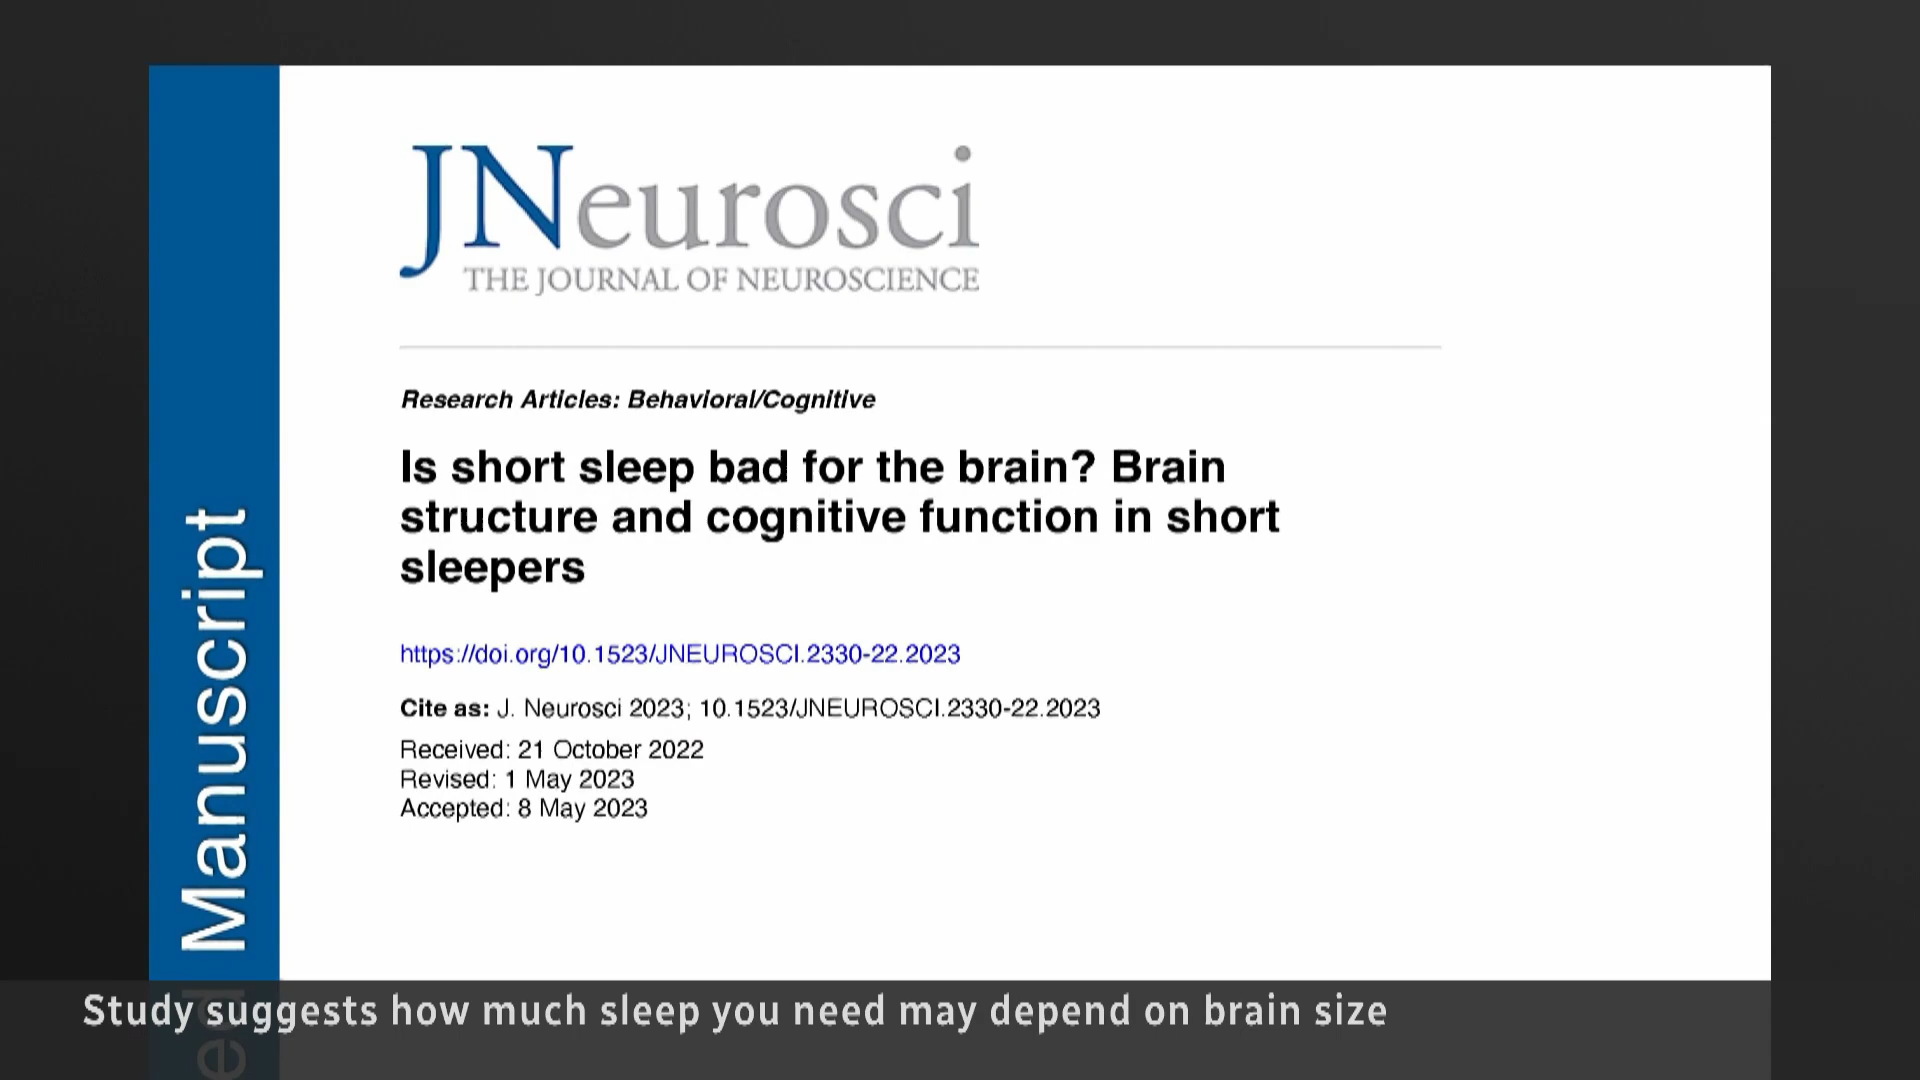 JNeurosci
THE JOURNAL OF NEUROSCIENCE
Research Articles: Behavioral/Cognitive
Is short sleep bad for the brain? Brain
structure and cognitive function in short
sleepers
https://doi.org/10.1523/JNEUROSCI.2330-22.2023
Cite as: J. Neurosci 2023; 10.1523/JNEUROSCI.2330-22.2023
Received: 21 October 2022
Revised: 1 May 2023
Accepted: 8 May 2023
ed Manuscript
Study suggests how much sleep you need may depend on brain size